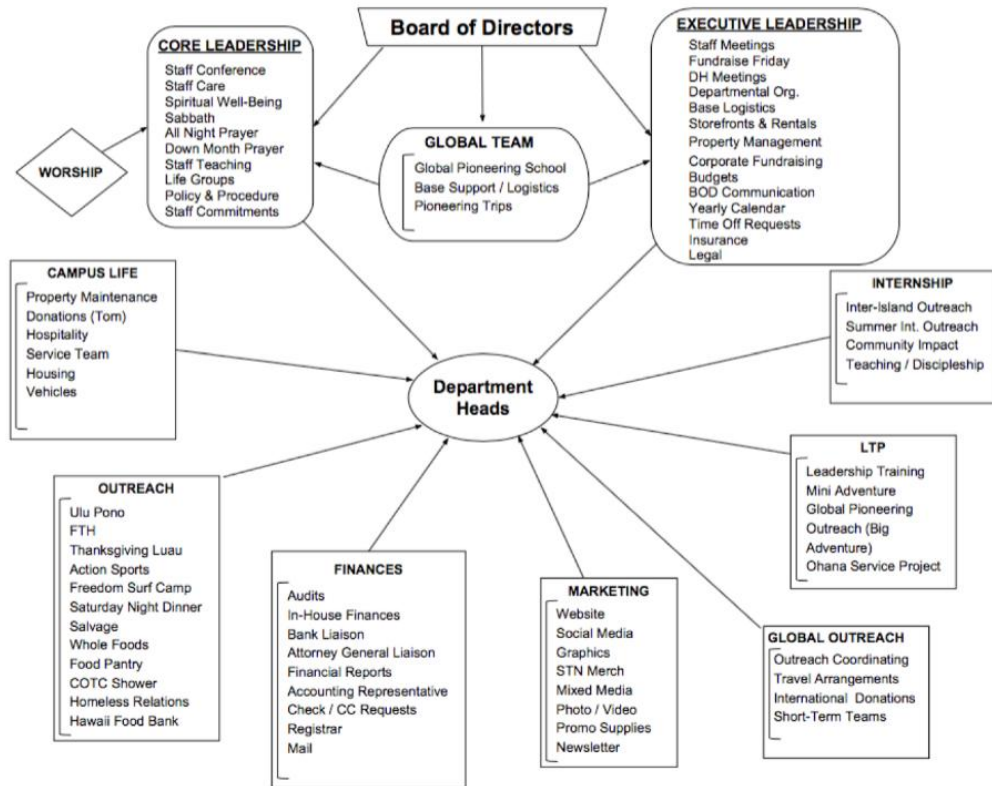 Board of Directors
CORE LEADERSHIP
Staff Conference
Staff Care
Spiritual Well-Being
Sabbath
All Night Prayer
Down Month Prayer
Staff Teaching
Life Groups
Policy & Procedure
Staff Commitments
EXECUTIVE LEADERSHIP
Staff Meetings
Fundraise Friday
DH Meetings
Departmental Org.
Base Logistics
Storefronts & Rentals
Property Management
Corporate Fundraising
Budgets
BOD Communication
Yearly Calendar
Time Off Requests
Insurance
Legal
WORSHIP
GLOBAL TEAM
Global Pioneering School
Base Support / Logistics
Pioneering Trips
CAMPUS LIFE
Property Maintenance
Donations (Tom)
Hospitality
Service Team
Housing
Vehicles
INTERNSHIP
Inter-Island Outreach
Summer Int. Outreach
Community Impact
Teaching / Discipleship
Department
Heads
OUTREACH
Ulu Pono
FTH
Thanksgiving Luau
Action Sports
Freedom Surf Camp
Saturday Night Dinner
Salvage
Whole Foods
Food Pantry
COTC Shower
Homeless Relations
Hawaii Food Bank
FINANCES
Audits
In-House Finances
Bank Liaison
Attorney General Liaison
Financial Reports
Accounting Representative
Check / CC Requests
Registrar
Mail
MARKETING
Website
Social Media
Graphics
STN Merch
Mixed Media
Photo / Video
Promo Supplies
Newsletter
LTP
Leadership Training
Mini Adventure
Global Pioneering
Outreach (Big
Adventure)
Ohana Service Project
GLOBAL OUTREACH
Outreach Coordinating
Travel Arrangements
International Donations
Short-Term Teams